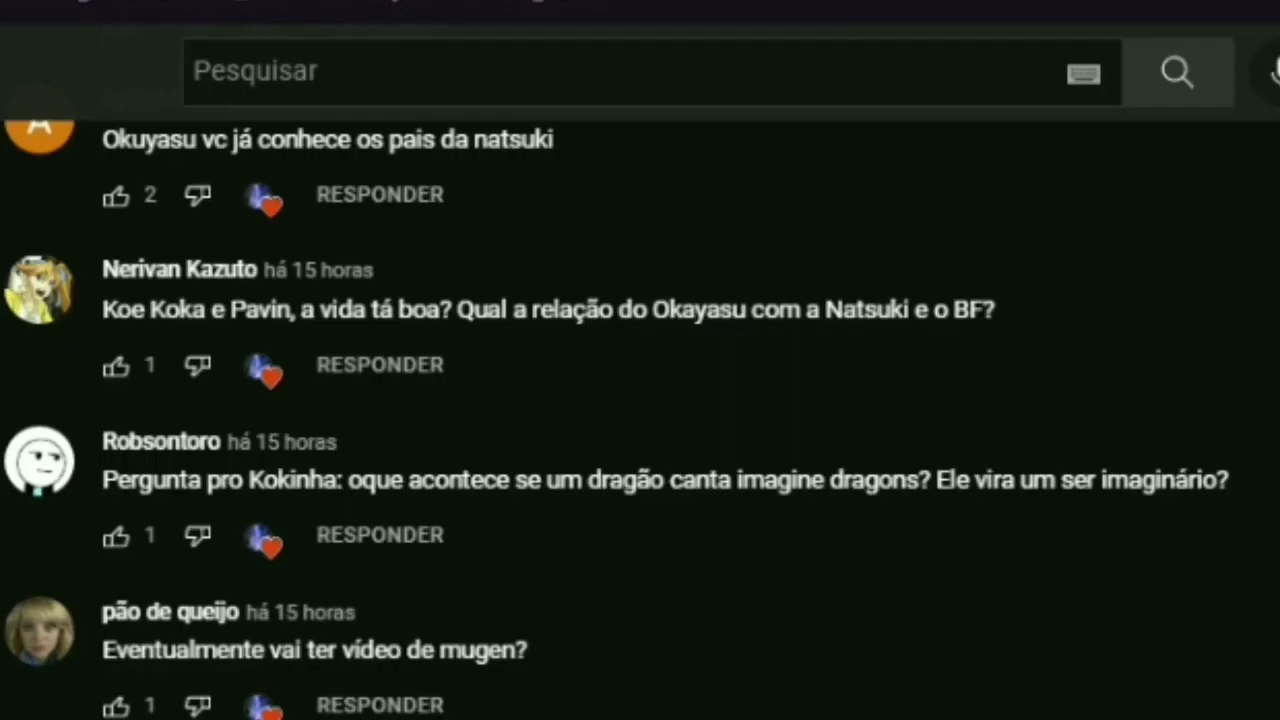 Pesquisar
A
Okuyasu vc já conhece os pais da natsuki
2 RESPONDER
Nerivan Kazuto há 15 horas
Koe Koka e Pavin, a vida tá boa? Qual a relação do Okayasu com a Natsuki e o BF?
1 RESPONDER
Robsontoro há 15 horas
Pergunta pro Kokinha: oque acontece se um dragão canta imagine dragons? Ele vira um ser imaginário?
1 RESPONDER
pão de queijo há 15 horas
Eventualmente vai ter vídeo de mugen?
1 RESPONDER